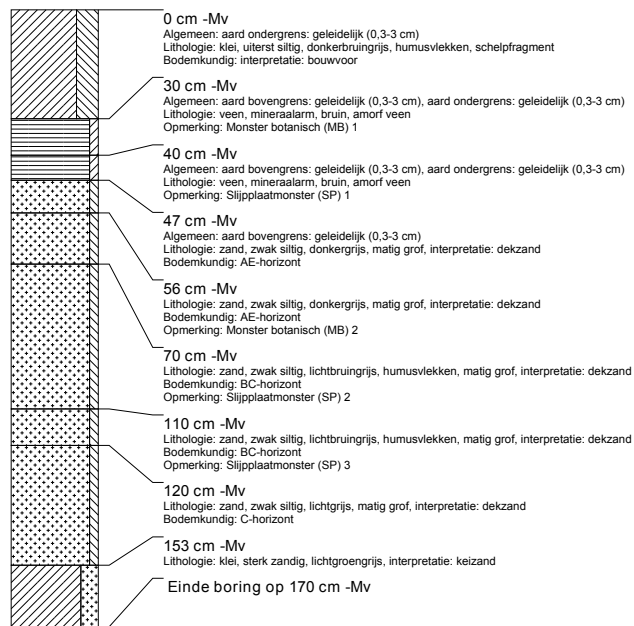 0 cm -Mv
Algemeen: aard ondergrens: geleidelijk (0,3-3 cm)
Lithologie: klei, uiterst siltig, donkerbruingrijs, humusvlekken, schelpfragment
Bodemkundig: interpretatie: bouwvoor
30 cm -Mv
Algemeen: aard bovengrens: geleidelijk (0,3-3 cm), aard ondergrens: geleidelijk (0,3-3 cm)
Lithologie: veen, mineraalarm, bruin, amorf veen
Opmerking: Monster botanisch (MB) 1
40 cm -Mv
Algemeen: aard bovengrens: geleidelijk (0,3-3 cm), aard ondergrens: geleidelijk (0,3-3 cm)
Lithologie: veen, mineraalarm, bruin, amorf veen
Opmerking: Slijpplaatmonster (SP) 1
47 cm -Mv
Algemeen: aard bovengrens: geleidelijk (0,3-3 cm)
Lithologie: zand, zwak siltig, donkergrijs, matig grof, interpretatie: dekzand
Bodemkundig: AE-horizont
56 cm -Mv
Lithologie: zand, zwak siltig, donkergrijs, matig grof, interpretatie: dekzand
Bodemkundig: AE-horizont
Opmerking: Monster botanisch (MB) 2
70 cm -Mv
Lithologie: zand, zwak siltig, lichtbruingrijs, humusvlekken, matig grof, interpretatie: dekzand
Bodemkundig: BC-horizont
Opmerking: Slijpplaatmonster (SP) 2
110 cm -Mv
Lithologie: zand, zwak siltig, lichtbruingrijs, humusvlekken, matig grof, interpretatie: dekzand
Bodemkundig: BC-horizont
Opmerking: Slijpplaatmonster (SP) 3
120 cm -Mv
Lithologie: zand, zwak siltig, lichtgrijs, matig grof, interpretatie: dekzand
Bodemkundig: C-horizont
153 cm -Mv
Lithologie: klei, sterk zandig, lichtgroengrijs, interpretatie: keizand
Einde boring op 170 cm -Mv